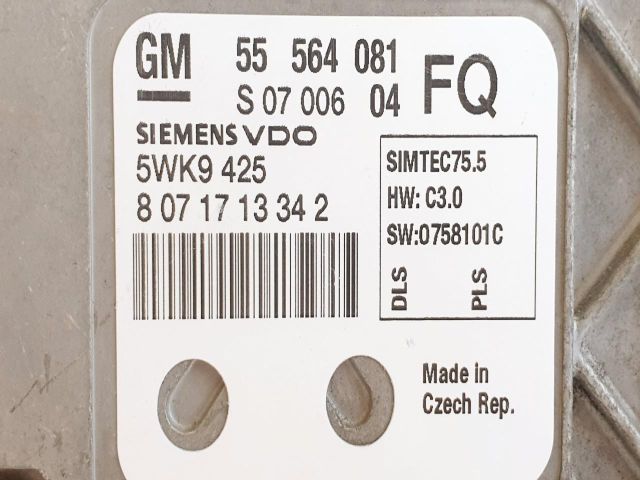 GM 55 564 081 FQ
S 07 006 04
SIEMENS VDO
5WK9 425
8 07 17 13 34 2
SIMTEC75.5
HW: C3.0
SW:0758101C
DLS PLS
Made in
Czech Rep.